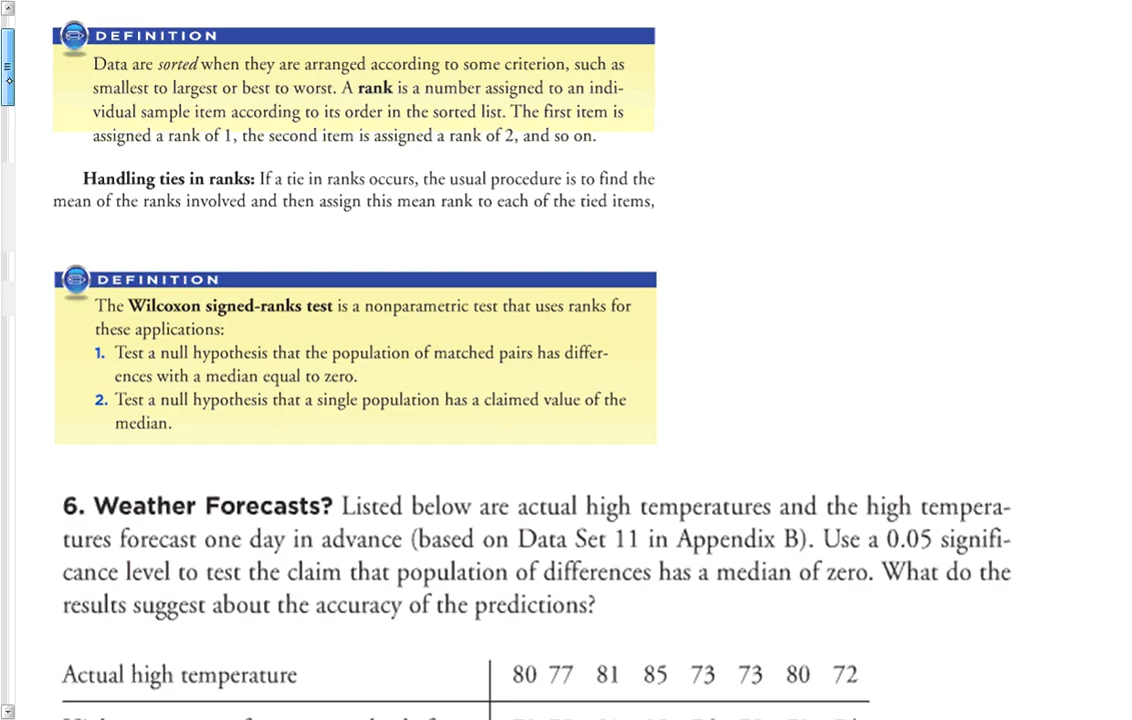 DEFINITION
Data are sorted when they are arranged according to some criterion, such as
smallest to largest or best to worst. A rank is a number assigned to an indi-
vidual sample item according to its order in the sorted list. The first item is
assigned a rank of 1, the second item is assigned a rank of 2, and so on.
Handling ties in ranks: If a tie in ranks occurs, the usual procedure is to find the
mean of the ranks involved and then assign this mean rank to each of the tied items,
DEFINITION
The Wilcoxon signed-ranks test is a nonparametric test that uses ranks for
these applications:
1. Test a null hypothesis that the population of matched pairs has differ-
ences with a median equal to zero.
2. Test a null hypothesis that a single population has a claimed value of the
median.
6. Weather Forecasts? Listed below are actual high temperatures and the high tempera-
tures forecast one day in advance (based on Data Set 11 in Appendix B). Use a 0.05 signifi-
cance level to test the claim that population of differences has a median of zero. What do the
results suggest about the accuracy of the predictions?
Actual high temperature 80 77 81 85 73 73 80 72